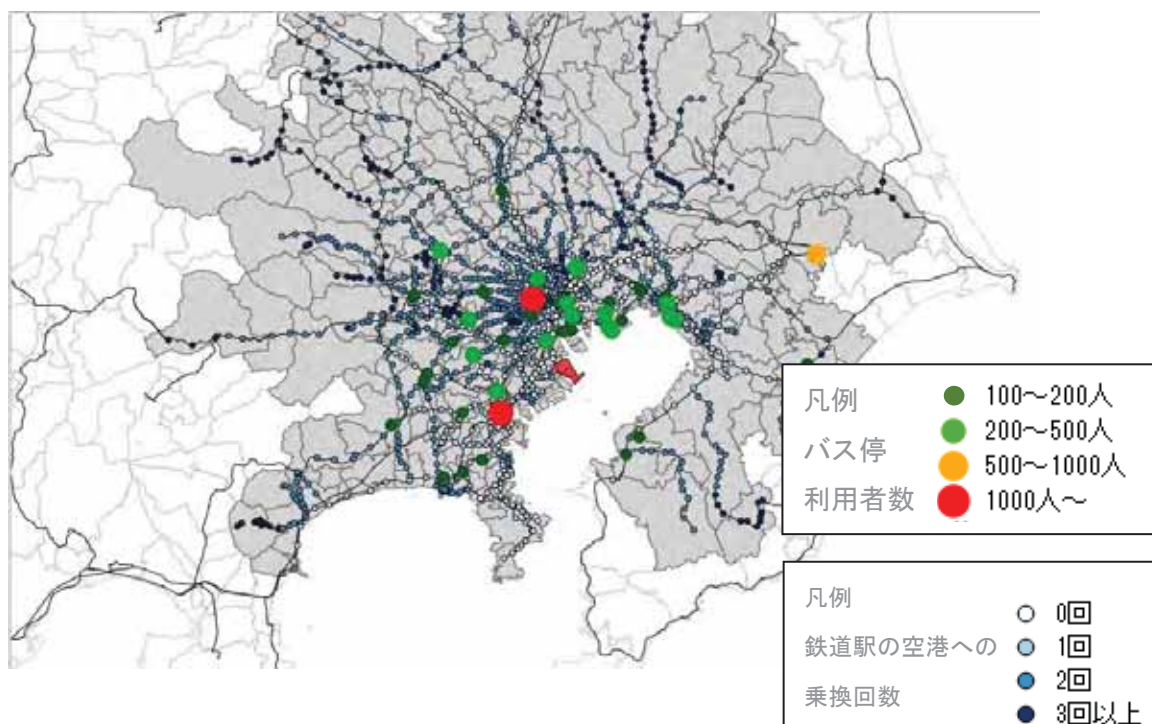 凡例
バス停
利用者数
100～200人
200～500人
500～1000人
1000人～
凡例
鉄道駅の空港への
乗換回数
0回
1回
2回
3回以上